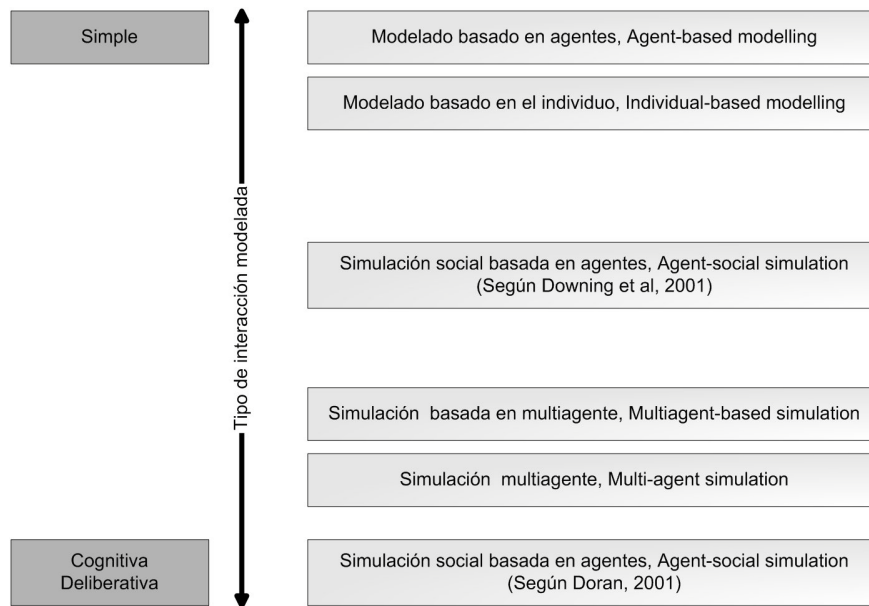 Simple
Modelado basado en agentes, Agent-based modelling
Modelado basado en el individuo, Individual-based modelling
Tipo de interacción modelada
Simulación social basada en agentes, Agent-social simulation
(Según Downing et al, 2001)
Simulación  basada en multiagente, Multiagent-based simulation
Simulación  multiagente, Multi-agent simulation
Cognitiva
Deliberativa
Simulación social basada en agentes, Agent-social simulation
(Según Doran, 2001)